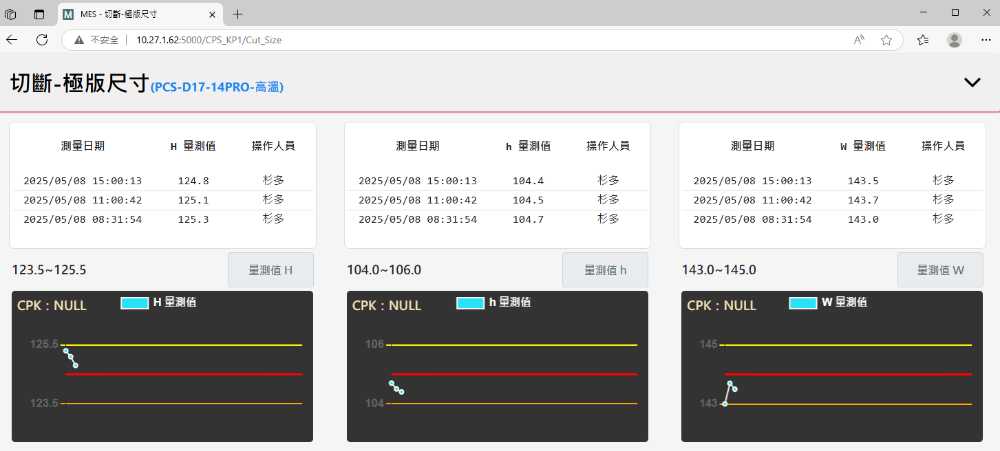 MES - 切斷-極版尺寸
不安全 10.27.1.62:5000/CPS_KP1/Cut_Size
切斷-極版尺寸(PCS-D17-14PRO-高溫)
測量日期 H 量測值 操作人員
2025/05/08 15:00:13 124.8 杉多
2025/05/08 11:00:42 125.1 杉多
2025/05/08 08:31:54 125.3 杉多
123.5~125.5 量測值 H
CPK : NULL H 量測值
125.5
123.5
測量日期 h 量測值 操作人員
2025/05/08 15:00:13 104.4 杉多
2025/05/08 11:00:42 104.5 杉多
2025/05/08 08:31:54 104.7 杉多
104.0~106.0 量測值 h
CPK : NULL h 量測值
106
104
測量日期 W 量測值 操作人員
2025/05/08 15:00:13 143.5 杉多
2025/05/08 11:00:42 143.7 杉多
2025/05/08 08:31:54 143.0 杉多
143.0~145.0 量測值 W
CPK : NULL W 量測值
145
143